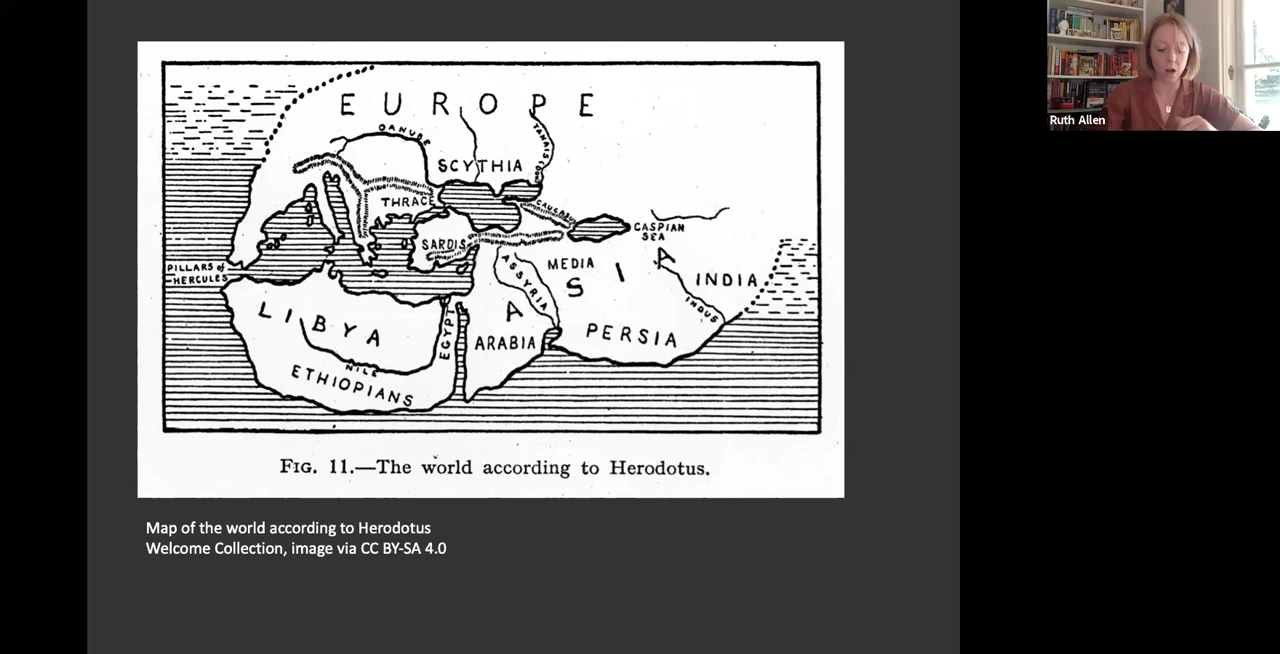 EUROPE
DANUBE
TANAIS (DON)
SCYTHIA
THRACE
CAUCASUS
SARDIS
CASPIAN
SEA
PILLARS of
HERCULES
ASSYRIA
MEDIA
ASIA
INDIA
INDUS
LIBYA
EGYPT
ARABIA
PERSIA
NILE
ETHIOPIANS
FIG. 11.—The world according to Herodotus.
Map of the world according to Herodotus
Welcome Collection, image via CC BY-SA 4.0
Ruth Allen